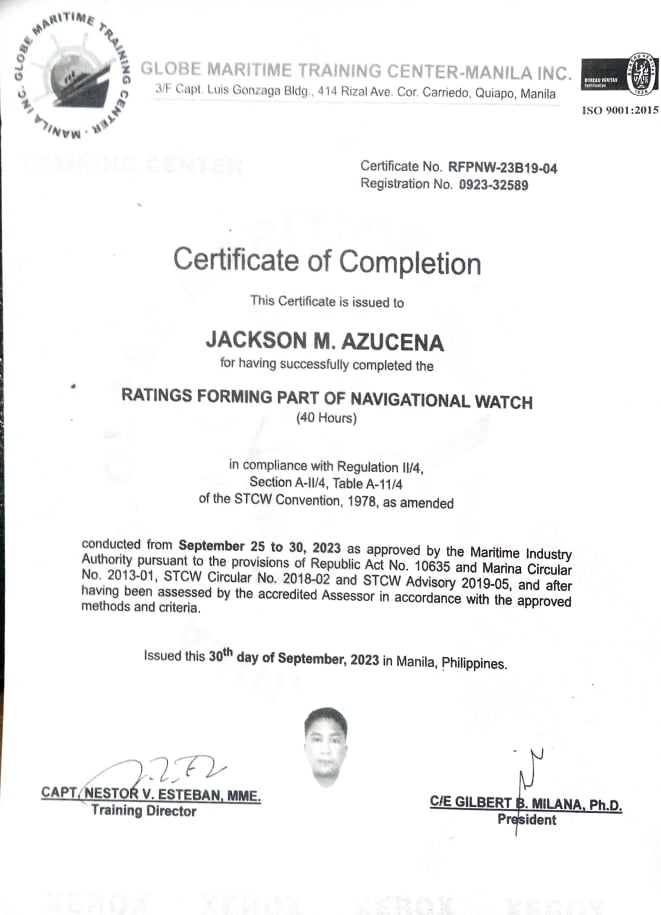 GLOBE MARITIME TRAINING CENTER - MANILA INC.
GLOBE MARITIME TRAINING CENTER-MANILA INC.
3/F Capt. Luis Gonzaga Bldg., 414 Rizal Ave. Cor. Carriedo, Quiapo, Manila
BUREAU VERITAS
Certification
ISO 9001:2015
TRAINING CENTER
Certificate No. RFPNW-23B19-04
Registration No. 0923-32589
Certificate of Completion
This Certificate is issued to
JACKSON M. AZUCENA
for having successfully completed the
RATINGS FORMING PART OF NAVIGATIONAL WATCH
(40 Hours)
in compliance with Regulation II/4,
Section A-II/4, Table A-11/4
of the STCW Convention, 1978, as amended
conducted from September 25 to 30, 2023 as approved by the Maritime Industry
Authority pursuant to the provisions of Republic Act No. 10635 and Marina Circular
No. 2013-01, STCW Circular No. 2018-02 and STCW Advisory 2019-05, and after
having been assessed by the accredited Assessor in accordance with the approved
methods and criteria.
Issued this 30th day of September, 2023 in Manila, Philippines.
CAPT. NESTOR V. ESTEBAN, MME.
Training Director
C/E GILBERT B. MILANA, Ph.D.
President
XEROX XEROX XEROX XEROX